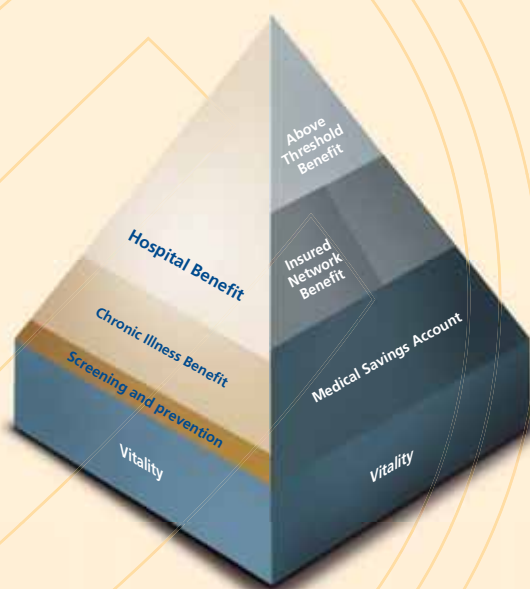 Hospital Benefit
Chronic Illness Benefit
Screening and prevention
Vitality
Above
Threshold
Benefit
Insured
Network
Benefit
Medical Savings Account
Vitality